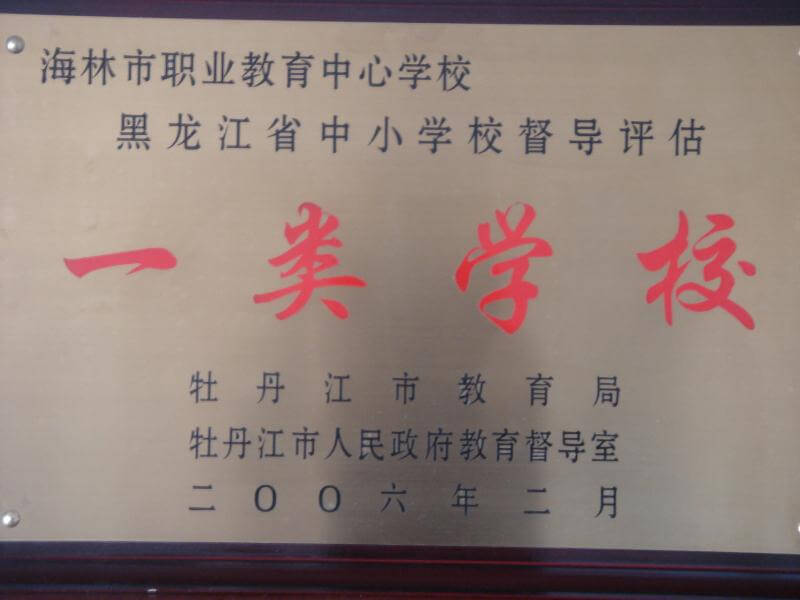 海林市职业教育中心学校
黑龙江省中小学校督导评估
一类学校
牡丹江市教育局
牡丹江市人民政府教育督导室
二〇〇六年二月